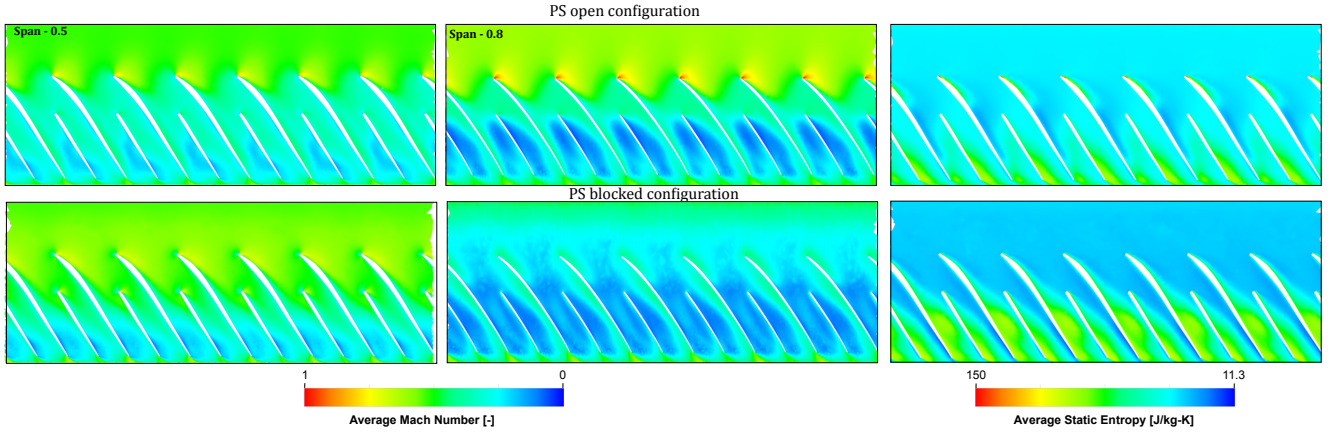 PS open configuration
Span - 0.5
Span - 0.8
PS blocked configuration
1
0
Average Mach Number [-]
150
11.3
Average Static Entropy [J/kg-K]